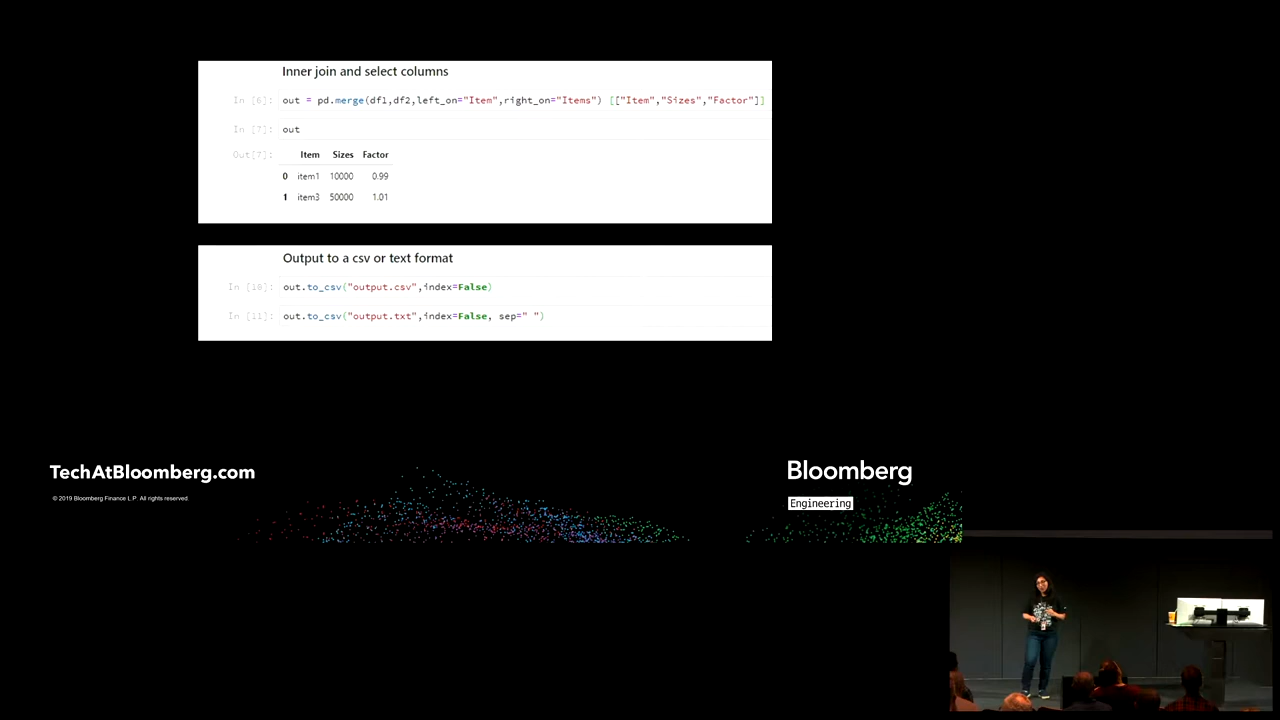 Inner join and select columns
In [6]: out = pd.merge(df1,df2,left_on="Item",right_on="Items") [["Item","Sizes","Factor"]]
In [7]: out
Out[7]: Item Sizes Factor
0 item1 10000 0.99
1 item3 50000 1.01
Output to a csv or text format
In [10]: out.to_csv("output.csv",index=False)
In [11]: out.to_csv("output.txt",index=False, sep=" ")
TechAtBloomberg.com
© 2019 Bloomberg Finance L.P. All rights reserved.
Bloomberg
Engineering